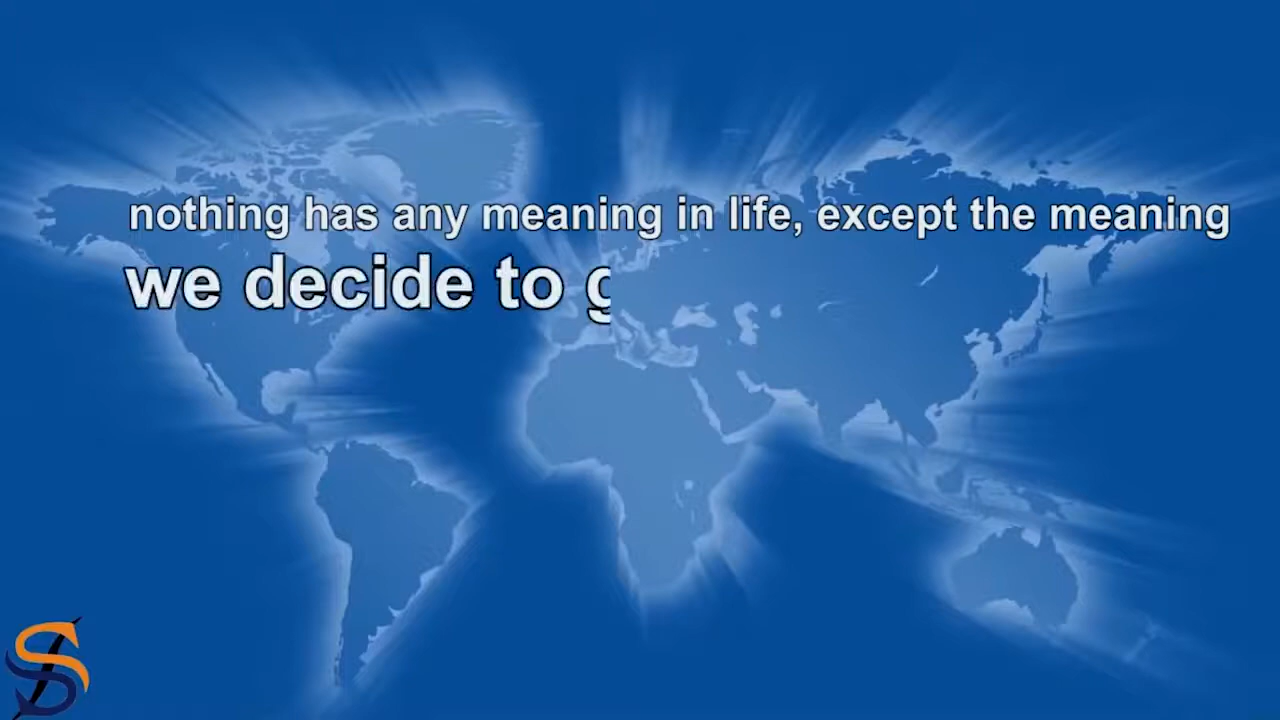 nothing has any meaning in life, except the meaning
we decide to